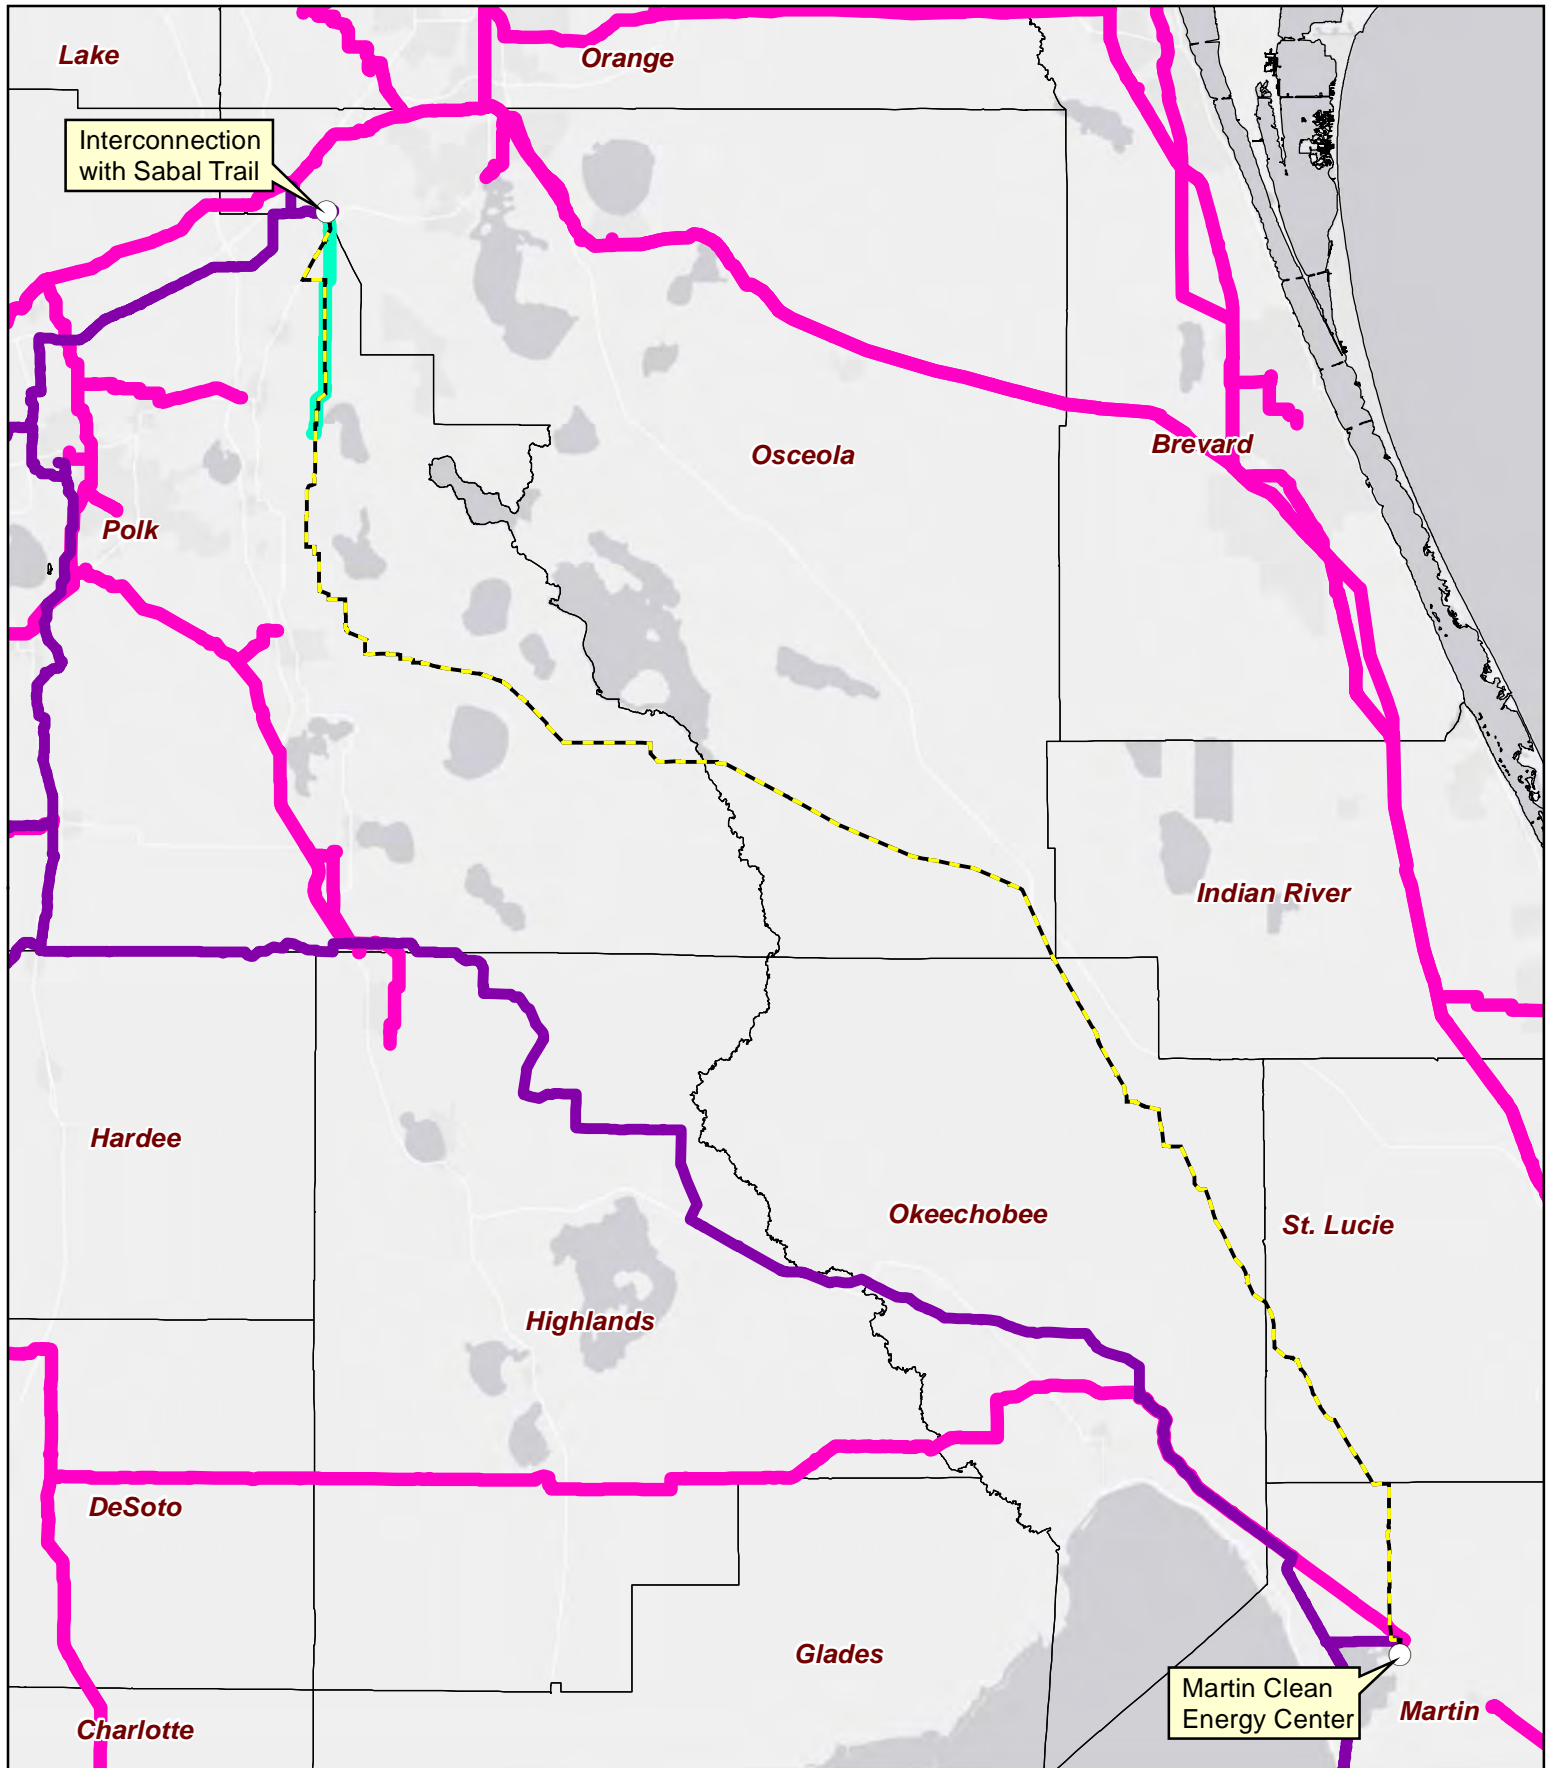 Lake
Orange
Interconnection
with Sabal Trail
Osceola
Brevard
Polk
Indian River
Hardee
Okeechobee
St. Lucie
Highlands
DeSoto
Glades
Martin Clean
Energy Center
Martin
Charlotte